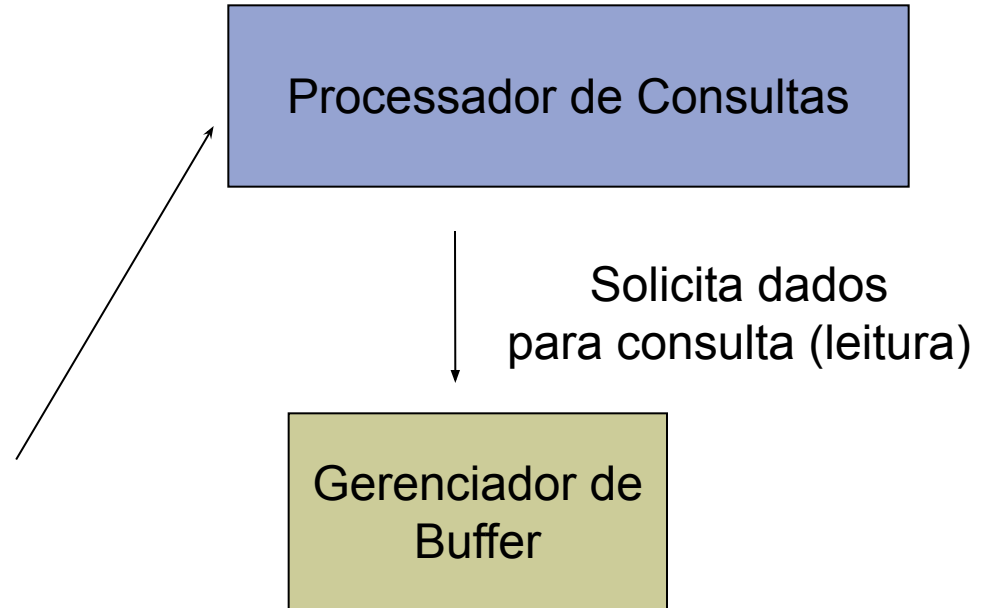 Processador de Consultas
Solicita dados
para consulta (leitura)
Gerenciador de
Buffer